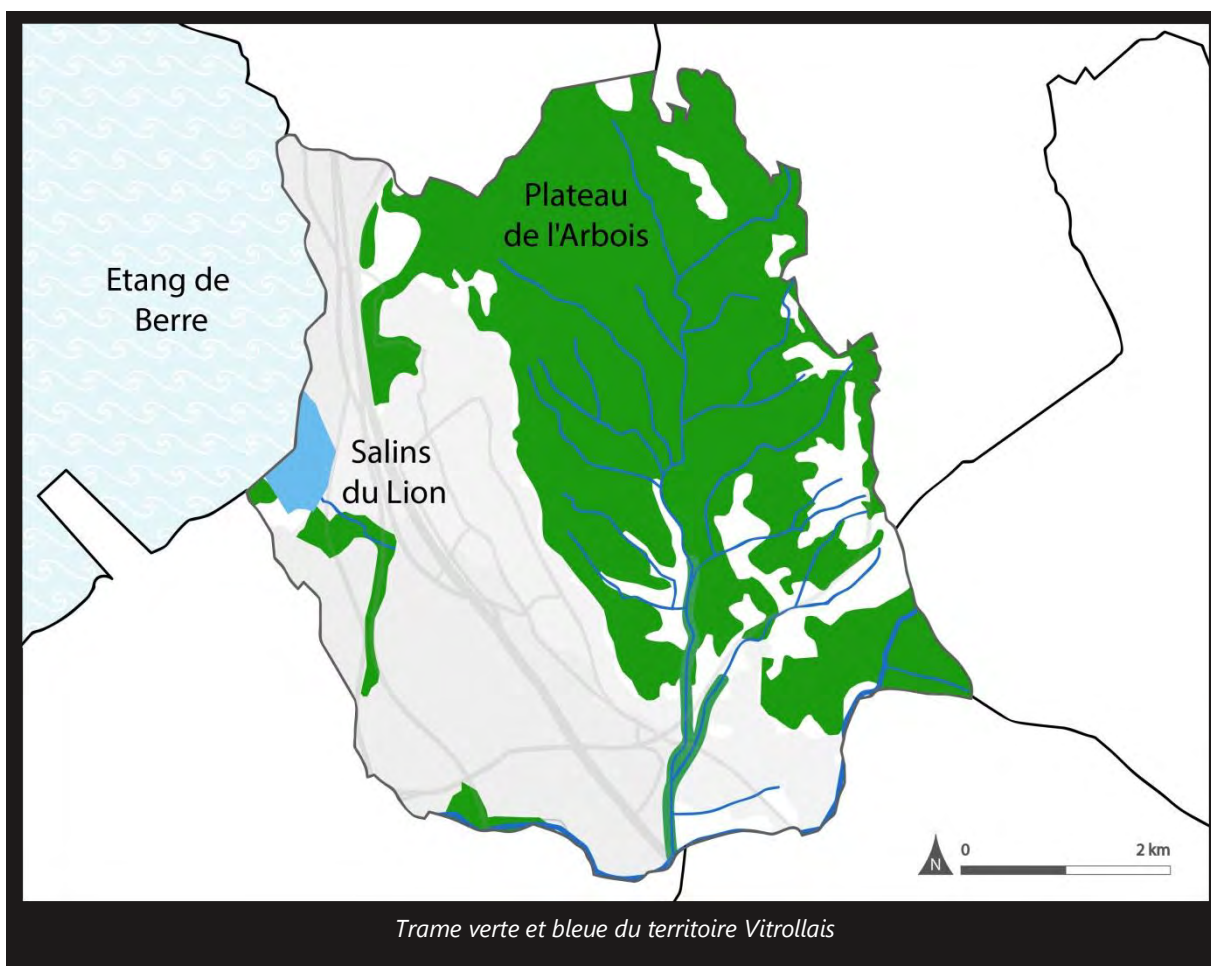 Plateau
de l'Arbois
Etang de
Berre
Salins
du Lion
N
0
2 km
Trame verte et bleue du territoire Vitrollais